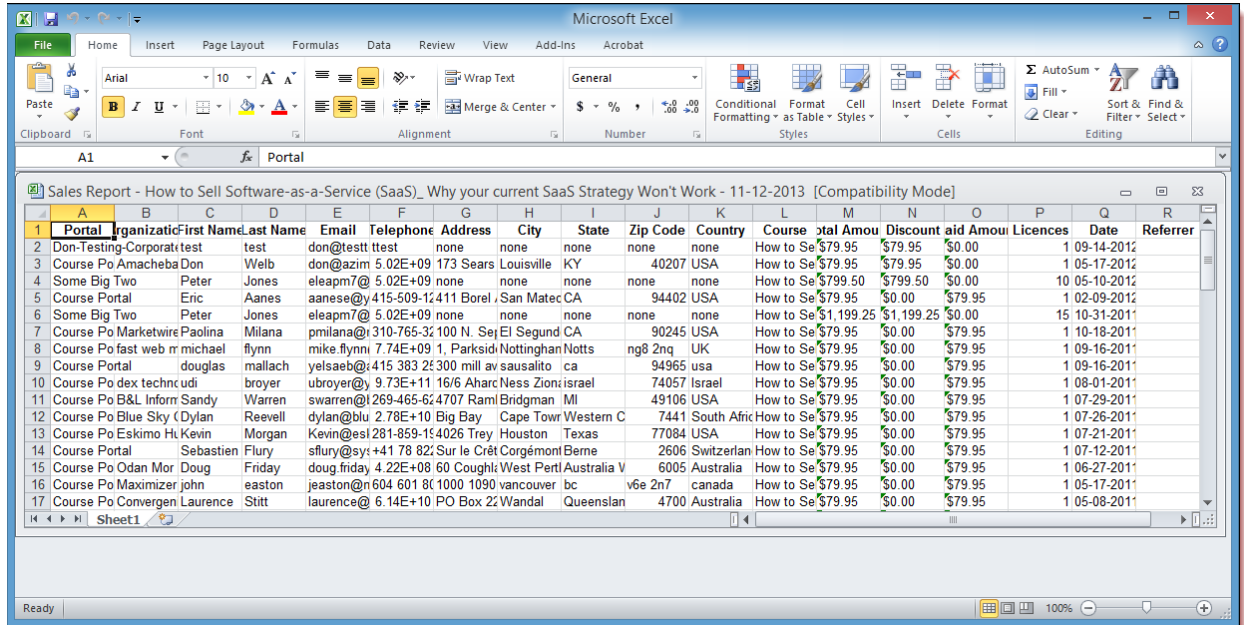 Microsoft Excel
File Home Insert Page Layout Formulas Data Review View Add-Ins Acrobat
Arial 10 A A Wrap Text General Σ AutoSum
Paste B I U A Merge & Center $ % , .0 .00 .00 .0 Conditional Formatting Format as Table Cell Styles Insert Delete Format Fill Clear Sort & Filter Find & Select
Clipboard Font Alignment Number Styles Cells Editing
A1 fx Portal
Sales Report - How to Sell Software-as-a-Service (SaaS)_ Why your current SaaS Strategy Won't Work - 11-12-2013 [Compatibility Mode]
A B C D E F G H I J K L M N O P Q R
1 Portal rganizatic First Name Last Name Email Telephone Address City State Zip Code Country Course otal Amou Discount aid Amour Licences Date Referrer
2 Don-Testing-Corporate test test don@testt ttest none none none none none How to Se $79.95 $79.95 $0.00 1 09-14-2012
3 Course Po Amacheba Don Welb don@azim 5.02E+09 173 Sears Louisville KY 40207 USA How to Se $79.95 $79.95 $0.00 1 05-17-2012
4 Some Big Two Peter Jones eleapm7@ 5.02E+09 none none none none none How to Se $799.50 $799.50 $0.00 10 05-10-2012
5 Course Portal Eric Aanes aanese@y 415-509-12 411 Borel San Matec CA 94402 USA How to Se $79.95 $0.00 $79.95 1 02-09-2012
6 Some Big Two Peter Jones eleapm7@ 5.02E+09 none none none none none How to Se $1,199.25 $1,199.25 $0.00 15 10-31-2011
7 Course Po Marketwire Paolina Milana pmilana@ 310-765-32 100 N. Sep El Segund CA 90245 USA How to Se $79.95 $0.00 $79.95 1 10-18-2011
8 Course Po fast web m michael flynn mike.flynn 7.74E+09 1, Parkside Nottinghan Notts ng8 2nq UK How to Se $79.95 $0.00 $79.95 1 09-16-2011
9 Course Portal douglas mallach yelsaeb@ 415 383 25 300 mill av sausalito ca 94965 usa How to Se $79.95 $0.00 $79.95 1 09-16-2011
10 Course Po dex techno udi broyer ubroyer@y 9.73E+11 16/6 Aharc Ness Ziona israel 74057 Israel How to Se $79.95 $0.00 $79.95 1 08-01-2011
11 Course Po B&L Inform Sandy Warren swarren@ 269-465-62 4707 Raml Bridgman MI 49106 USA How to Se $79.95 $0.00 $79.95 1 07-29-2011
12 Course Po Blue Sky ( Dylan Reevell dylan@blu 2.78E+10 Big Bay Cape Town Western C 7441 South Afric How to Se $79.95 $0.00 $79.95 1 07-26-2011
13 Course Po Eskimo Hu Kevin Morgan Kevin@esl 281-859-19 4026 Trey Houston Texas 77084 USA How to Se $79.95 $0.00 $79.95 1 07-21-2011
14 Course Portal Sebastien Flury sflury@sys +41 78 822 Sur le Crêt Corgémont Berne 2606 Switzerlan How to Se $79.95 $0.00 $79.95 1 07-12-2011
15 Course Po Odan Mor Doug Friday doug.friday 4.22E+08 60 Coughla West Pertl Australia W 6005 Australia How to Se $79.95 $0.00 $79.95 1 06-27-2011
16 Course Po Maximizer john easton jeaston@n 604 601 80 1000 1090 vancouver bc v6e 2n7 canada How to Se $79.95 $0.00 $79.95 1 05-17-2011
17 Course Po Convergen Laurence Stitt laurence@ 6.14E+10 PO Box 22 Wandal Queenslan 4700 Australia How to Se $79.95 $0.00 $79.95 1 05-08-2011
Sheet1
Ready 100%